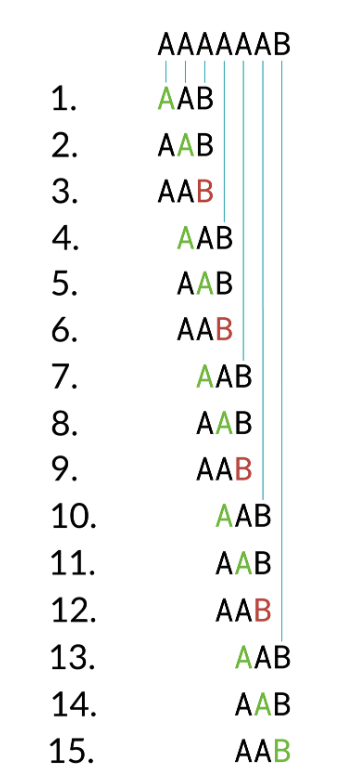 AAAAAAB
1. AAB
2. AAB
3. AAB
4. AAB
5. AAB
6. AAB
7. AAB
8. AAB
9. AAB
10. AAB
11. AAB
12. AAB
13. AAB
14. AAB
15. AAB